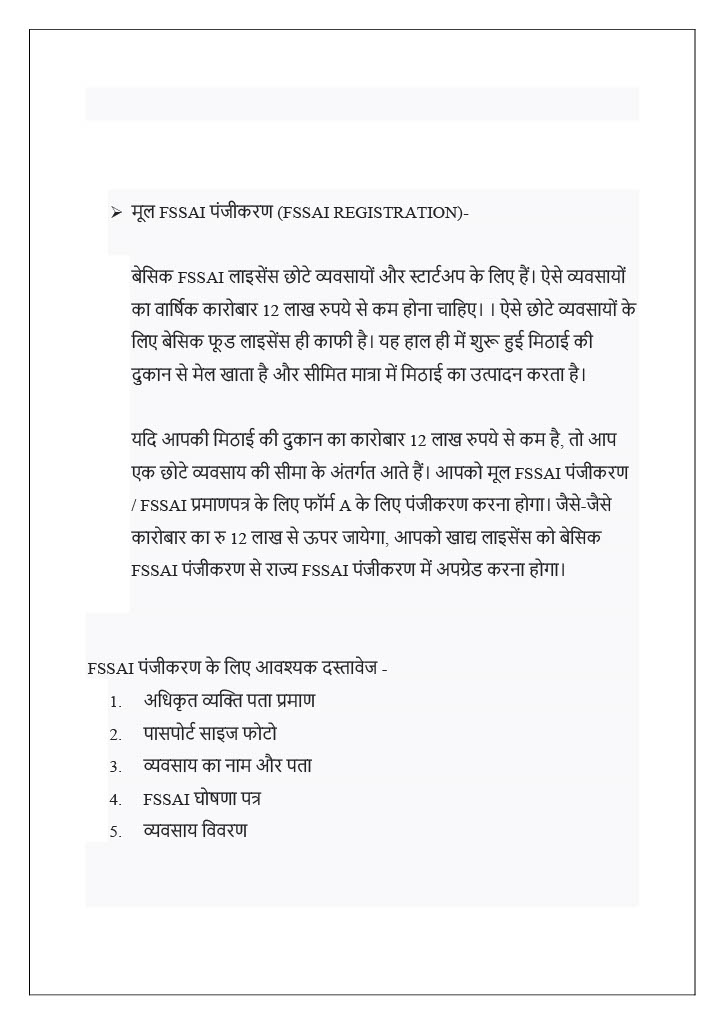 ➢ मूल FSSAI पंजीकरण (FSSAI REGISTRATION)-
बेसिक FSSAI लाइसेंस छोटे व्यवसायों और स्टार्टअप के लिए हैं। ऐसे व्यवसायों
का वार्षिक कारोबार 12 लाख रुपये से कम होना चाहिए। । ऐसे छोटे व्यवसायों के
लिए बेसिक फूड लाइसेंस ही काफी है। यह हाल ही में शुरू हुई मिठाई की
दुकान से मेल खाता है और सीमित मात्रा में मिठाई का उत्पादन करता है।
यदि आपकी मिठाई की दुकान का कारोबार 12 लाख रुपये से कम है, तो आप
एक छोटे व्यवसाय की सीमा के अंतर्गत आते हैं। आपको मूल FSSAI पंजीकरण
/ FSSAI प्रमाणपत्र के लिए फॉर्म A के लिए पंजीकरण करना होगा। जैसे-जैसे
कारोबार का रु 12 लाख से ऊपर जायेगा, आपको खाद्य लाइसेंस को बेसिक
FSSAI पंजीकरण से राज्य FSSAI पंजीकरण में अपग्रेड करना होगा।
FSSAI पंजीकरण के लिए आवश्यक दस्तावेज -
1. अधिकृत व्यक्ति पता प्रमाण
2. पासपोर्ट साइज फोटो
3. व्यवसाय का नाम और पता
4. FSSAI घोषणा पत्र
5. व्यवसाय विवरण